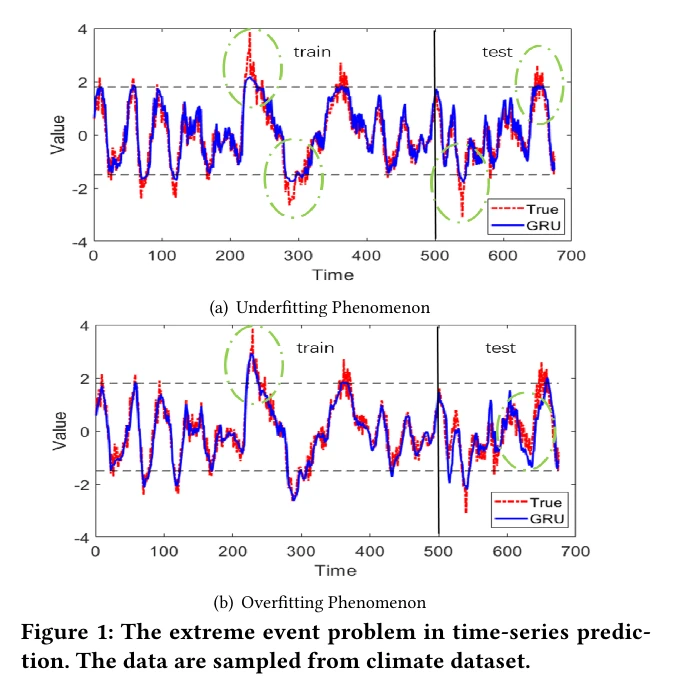 4
train
test
2
0
Value
-2
True
GRU
-4
0 100 200 300 400 500 600 700
Time
(a) Underfitting Phenomenon
4
train
test
2
0
Value
-2
True
GRU
-4
0 100 200 300 400 500 600 700
Time
(b) Overfitting Phenomenon
Figure 1: The extreme event problem in time-series predic-
tion. The data are sampled from climate dataset.